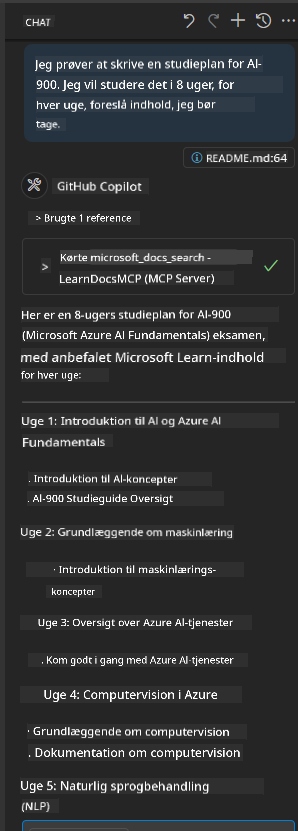 CHAT
Jeg prøver at skrive en studieplan for AI-
900. Jeg vil studere det i 8 uger, for
hver uge, foreslå indhold, jeg bør
tage.
README.md:64
GitHub Copilot
> Brugte 1 reference
> Kørte microsoft_docs_search -
LearnDocsMCP (MCP Server)
Her er en 8-ugers studieplan for AI-900
(Microsoft Azure AI Fundamentals) eksamen,
med anbefalet Microsoft Learn-indhold
for hver uge:
Uge 1: Introduktion til AI og Azure AI
Fundamentals
. Introduktion til AI-koncepter
. AI-900 Studieguide Oversigt
Uge 2: Grundlæggende om maskinlæring
· Introduktion til maskinlærings-
koncepter
Uge 3: Oversigt over Azure AI-tjenester
. Kom godt i gang med Azure AI-tjenester
Uge 4: Computervision i Azure
· Grundlæggende om computervision
. Dokumentation om computervision
Uge 5: Naturlig sprogbehandling
(NLP)